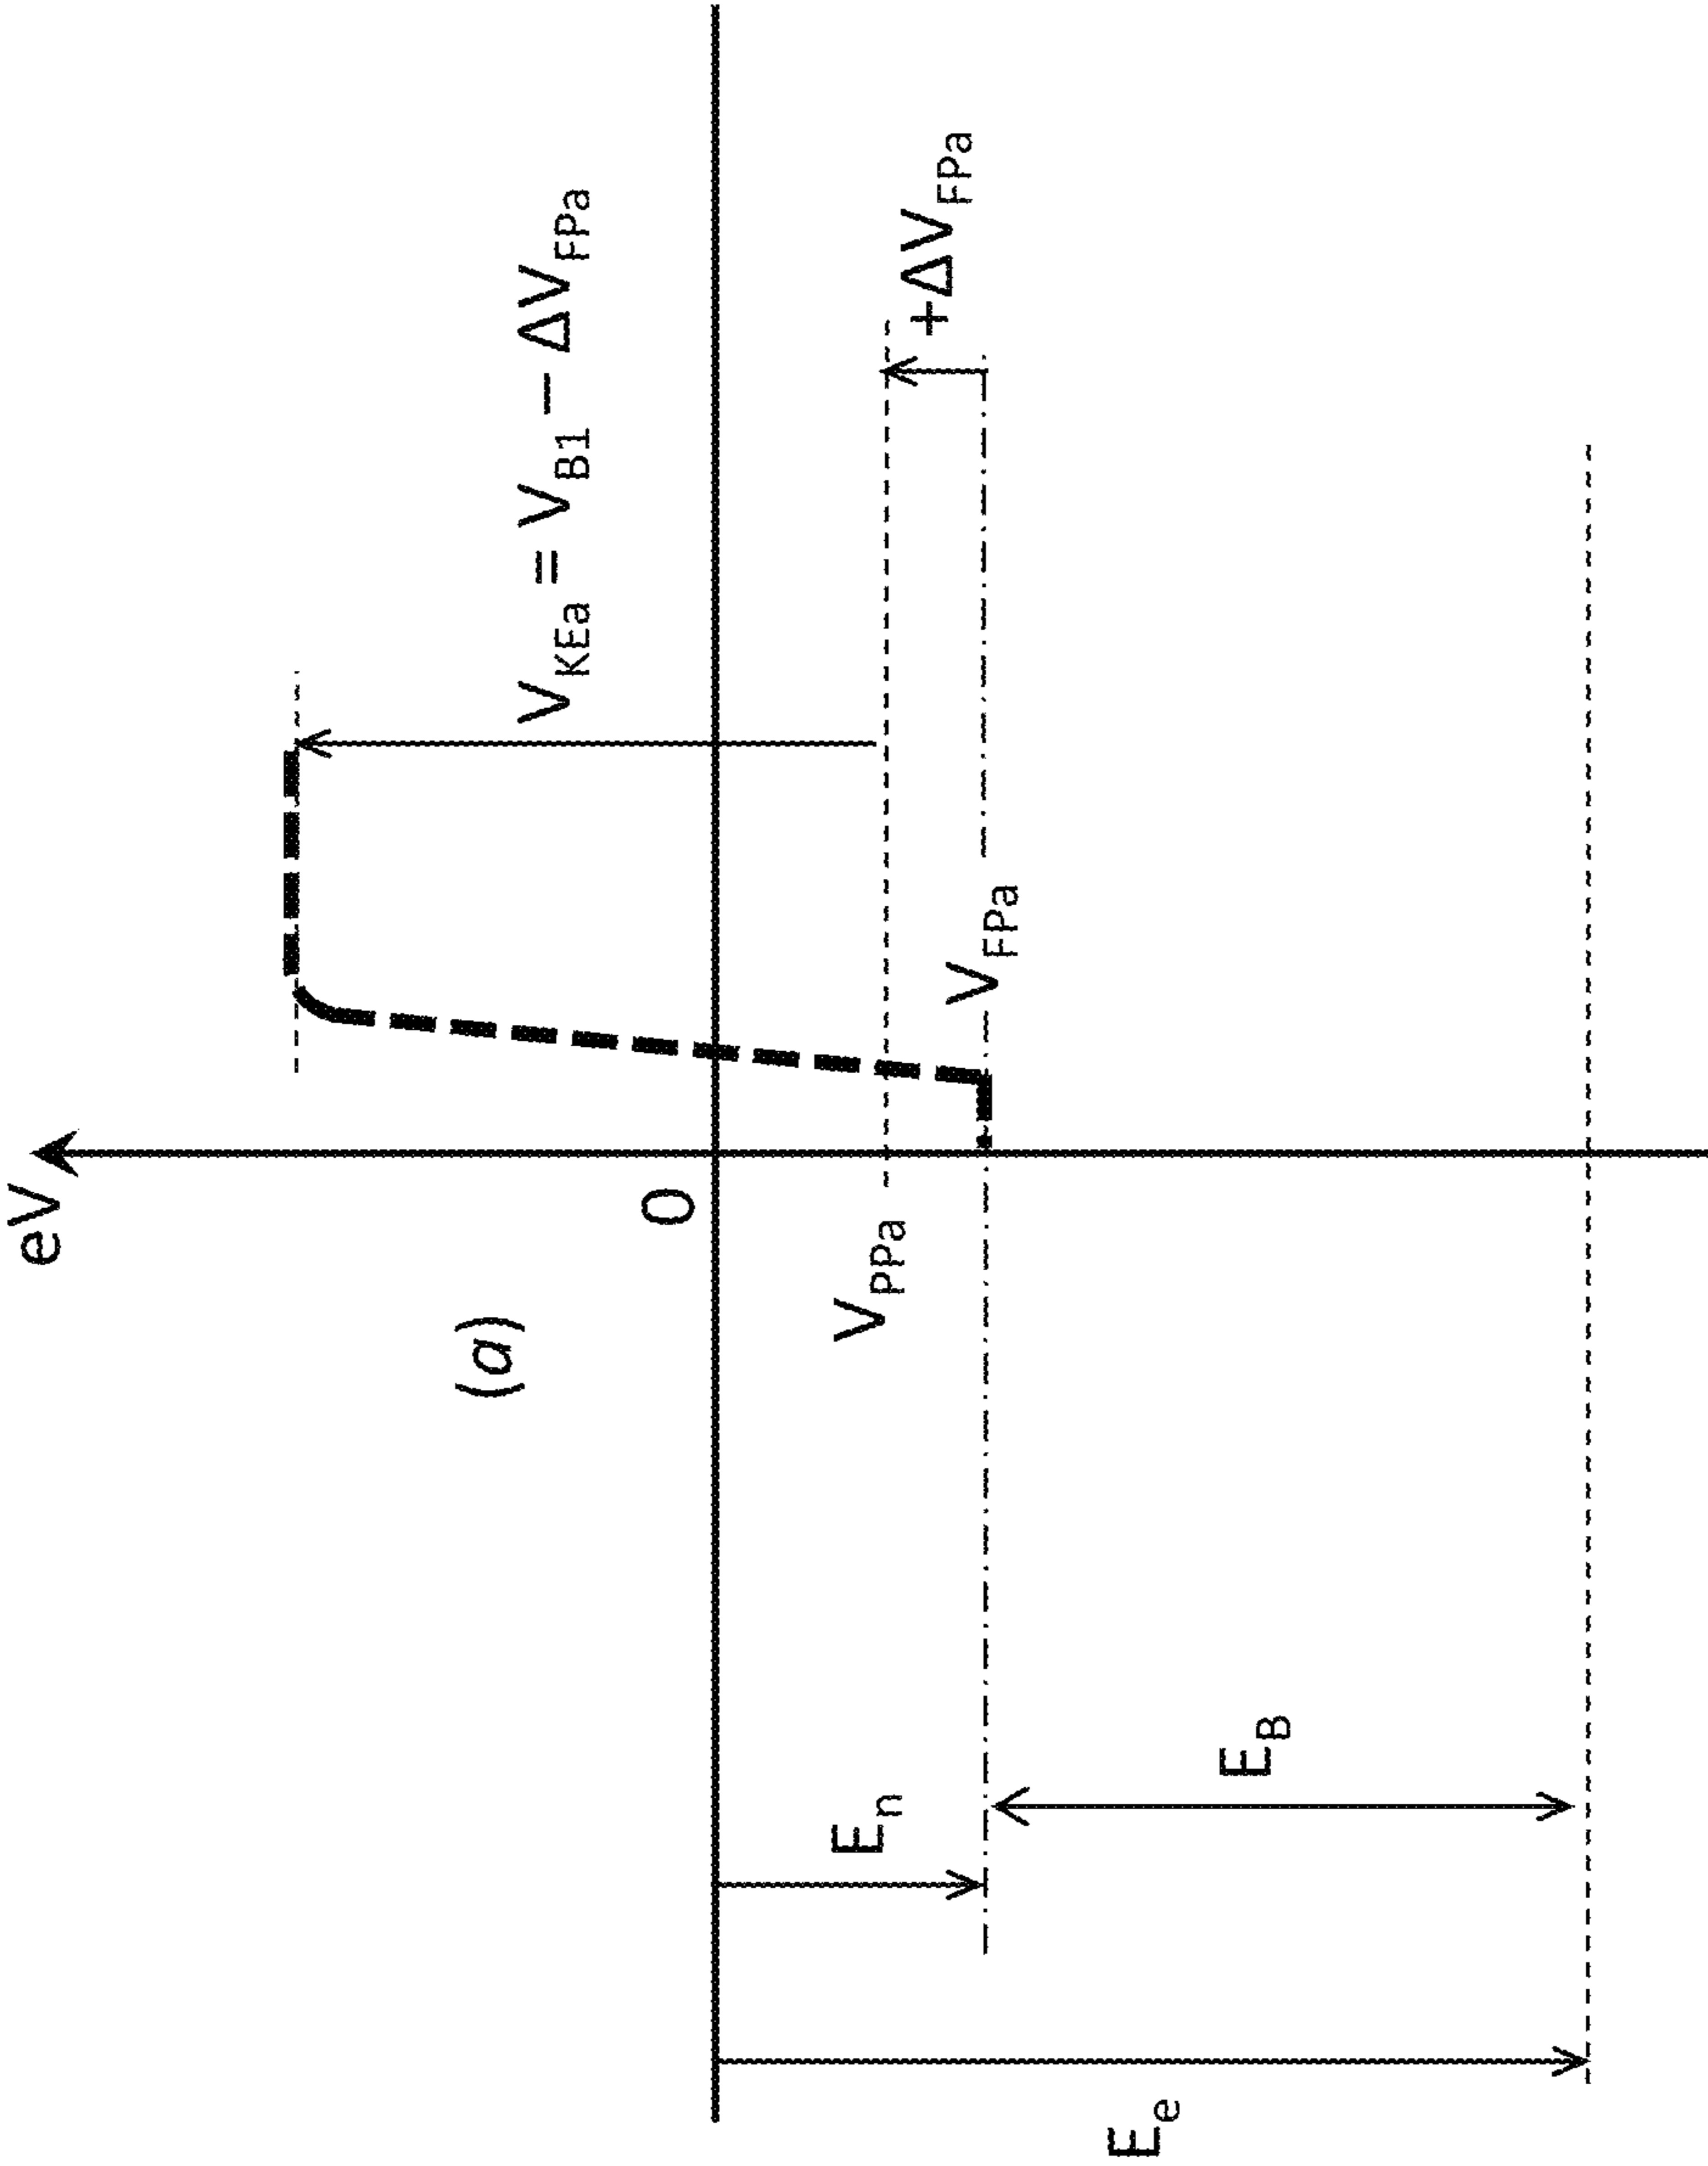 eV
(a)
0
V_KEa = V_B1 − ΔV_FPa
V_PPa
+ΔV_FPa
V_FPa
E_n
E_B
E_e